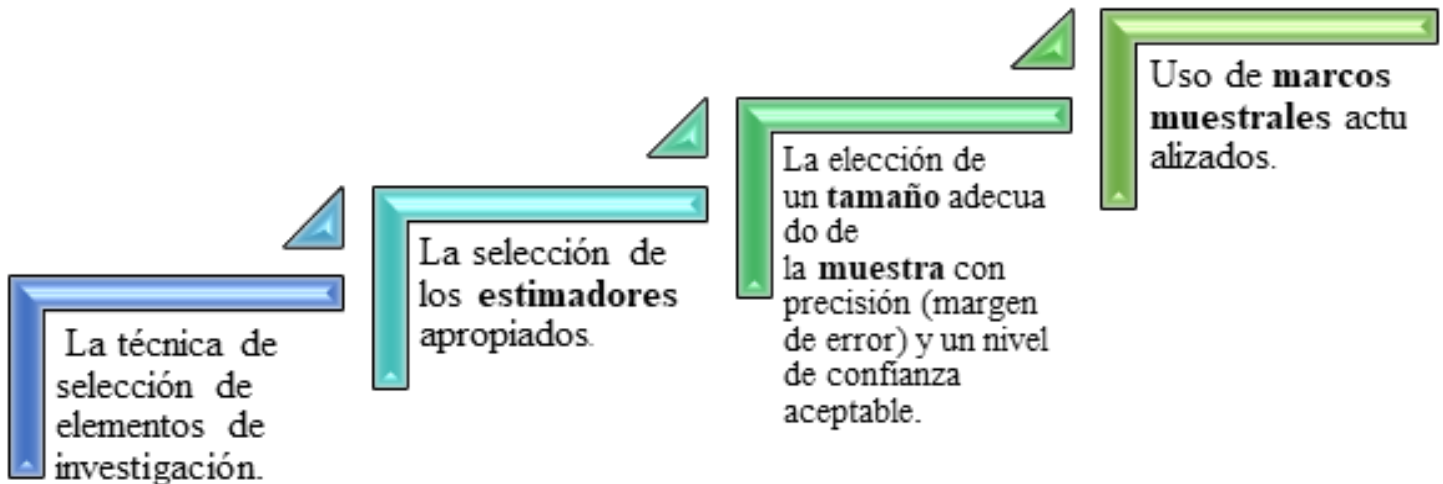 La técnica de
selección de
elementos de
investigación.
La selección de
los estimadores
apropiados.
La elección de
un tamaño adecua
do de
la muestra con
precisión (margen
de error) y un nivel
de confianza
aceptable.
Uso de marcos
muestrales actu
alizados.